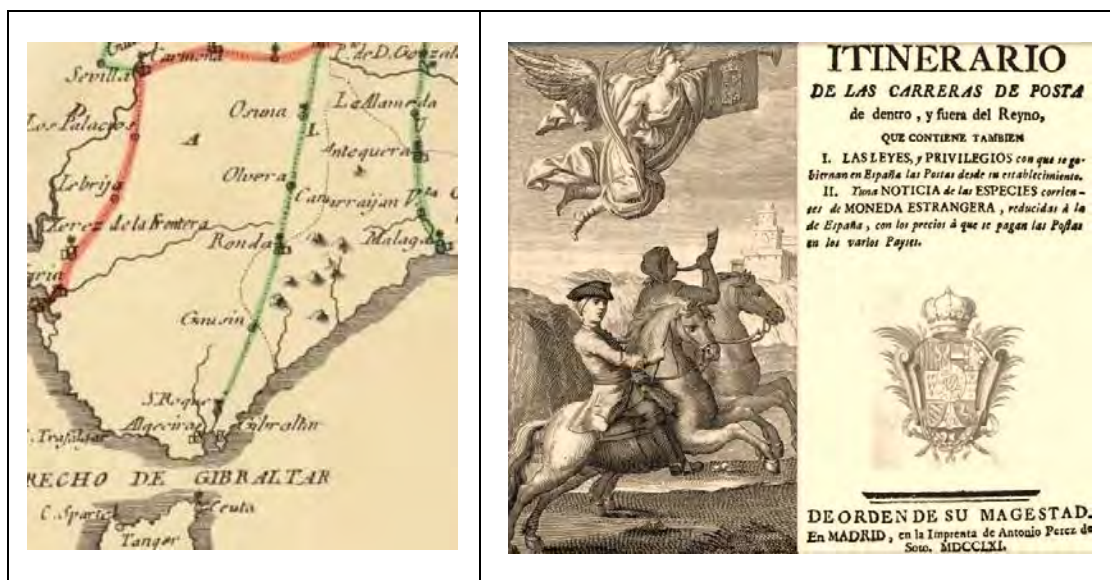 Carmona
P.^te de D. Gonzal
Sevilla
Osuna
La Alameda
Los Palacios
A
L
Antequera
Lebrija
Olvera
Xerez de la Frontera
Ronda
Malaga
Gausin
S. Roque
Algecira
Gibraltar
C. Trafalgar
RECHO DE GIBRALTAR
C. Sparte
Ceuta
Tanger
ITINERARIO
DE LAS CARRERAS DE POSTA
de dentro, y fuera del Reyno,
QUE CONTIENE TAMBIEN
I. LAS LEYES, y PRIVILEGIOS con que se go-
biernan en España las Postas desde su establecimiento.
II. Y una NOTICIA de las ESPECIES corrien-
tes de MONEDA ESTRANGERA, reducidas à la
de España, con los precios à que se pagan las Postas
en los varios Payses.
DE ORDEN DE SU MAGESTAD.
En MADRID, en la Imprenta de Antonio Perez de
Soto. MDCCLXI.